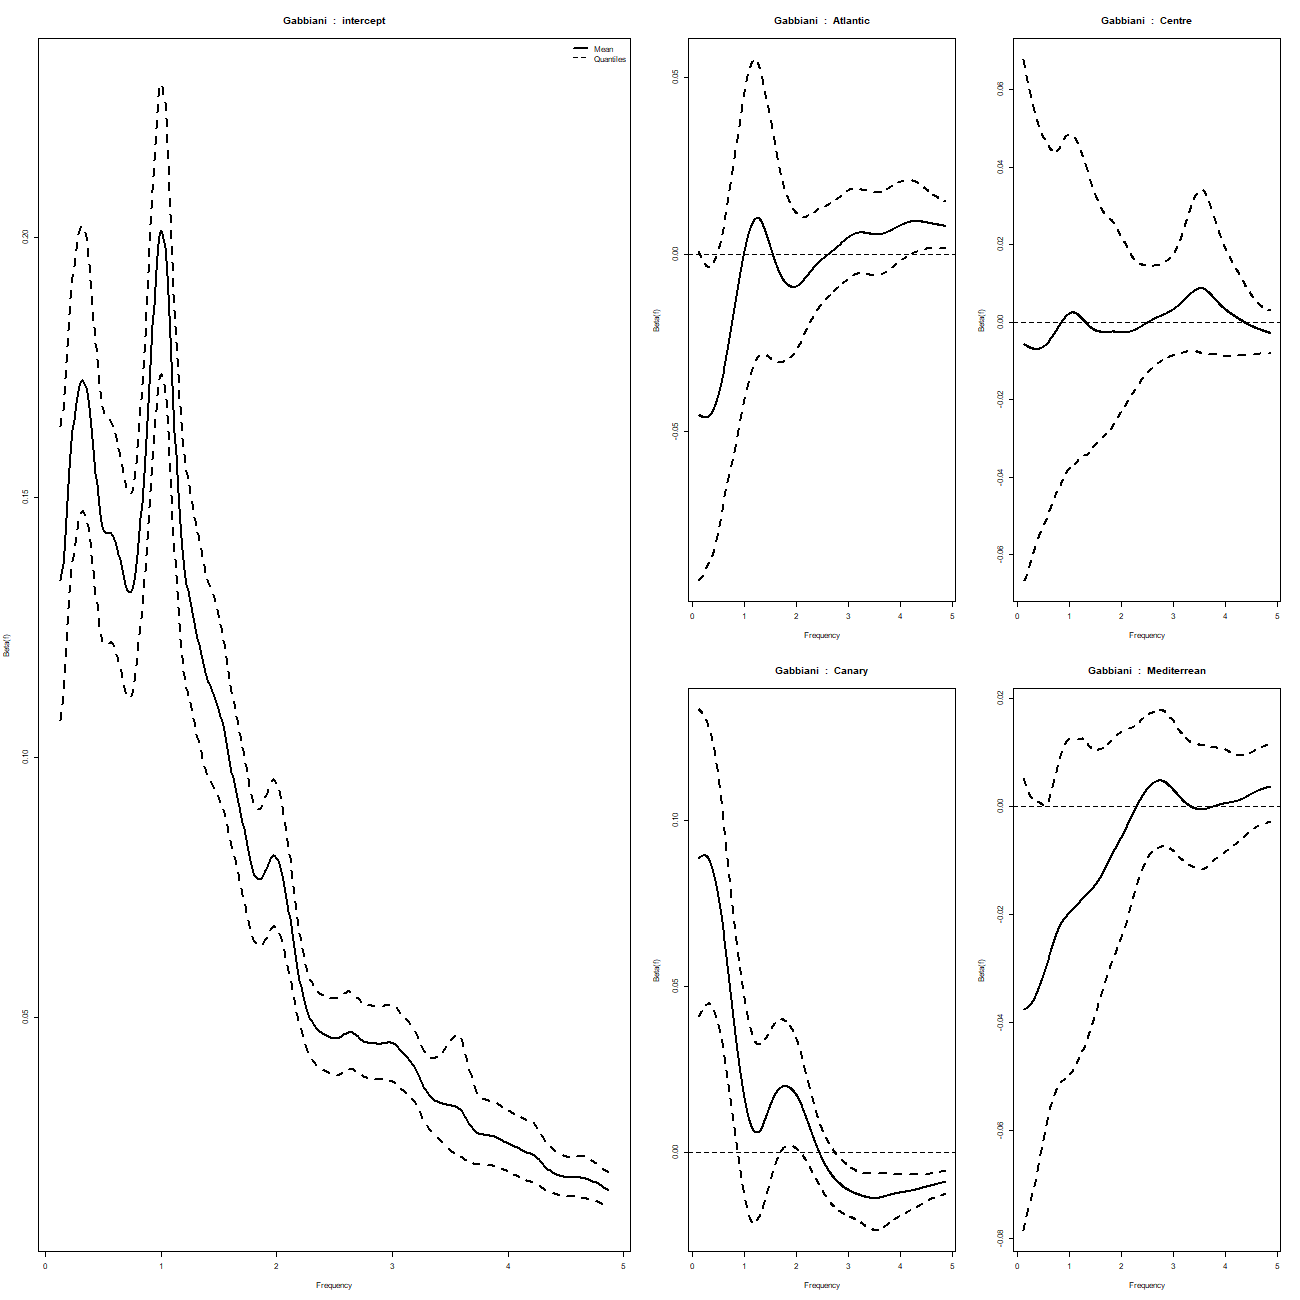 Gabbiani : intercept
Mean
Quantiles
Beta(f)
0.20
0.15
0.10
0.05
0 1 2 3 4 5
Frequency
Gabbiani : Atlantic
Beta(f)
0.05
0.00
-0.05
0 1 2 3 4 5
Frequency
Gabbiani : Centre
Beta(f)
0.06
0.04
0.02
0.00
-0.02
-0.04
-0.06
0 1 2 3 4 5
Frequency
Gabbiani : Canary
Beta(f)
0.10
0.05
0.00
0 1 2 3 4 5
Frequency
Gabbiani : Mediterrean
Beta(f)
0.02
0.00
-0.02
-0.04
-0.06
-0.08
0 1 2 3 4 5
Frequency